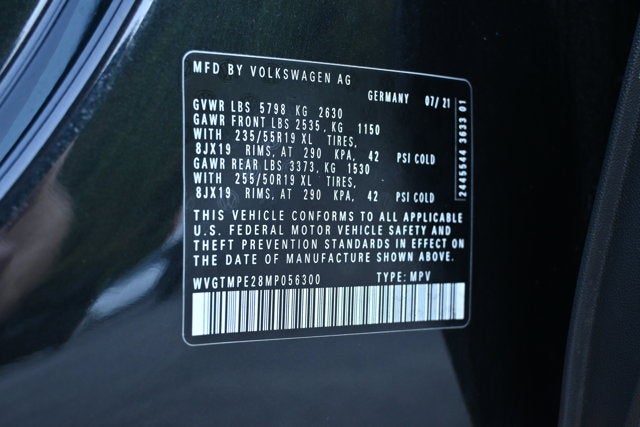 MFD BY VOLKSWAGEN AG
GERMANY 07/21
GVWR LBS 5798 KG 2630
GAWR FRONT LBS 2535, KG 1150
WITH 235/55R19 XL TIRES,
8JX19 RIMS, AT 290 KPA, 42 PSI COLD
GAWR REAR LBS 3373, KG 1530
WITH 255/50R19 XL TIRES,
8JX19 RIMS, AT 290 KPA, 42 PSI COLD
THIS VEHICLE CONFORMS TO ALL APPLICABLE
U.S. FEDERAL MOTOR VEHICLE SAFETY AND
THEFT PREVENTION STANDARDS IN EFFECT ON
THE DATE OF MANUFACTURE SHOWN ABOVE.
WVGTMPE28MP056300 TYPE: MPV
2445644 3633 01